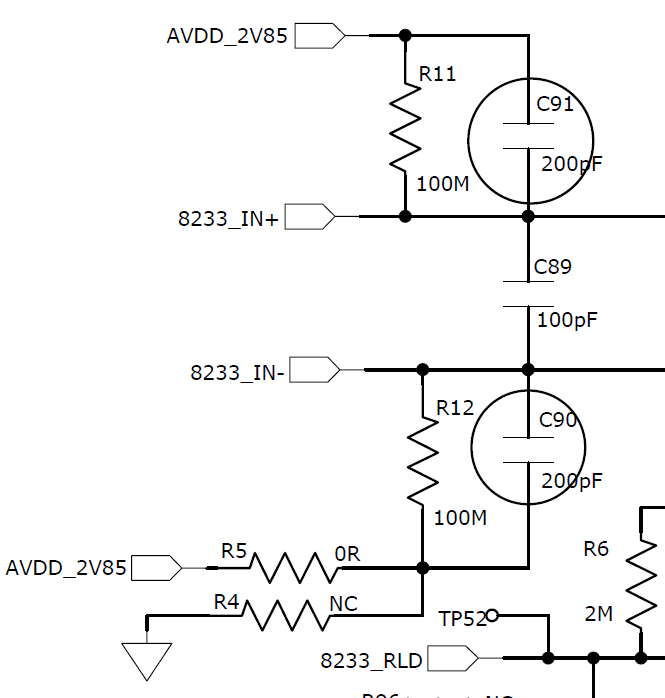 AVDD_2V85
R11
C91
200pF
100M
8233_IN+
C89
100pF
8233_IN-
R12
C90
200pF
100M
R5
0R
AVDD_2V85
R6
R4
NC
TP52
2M
8233_RLD